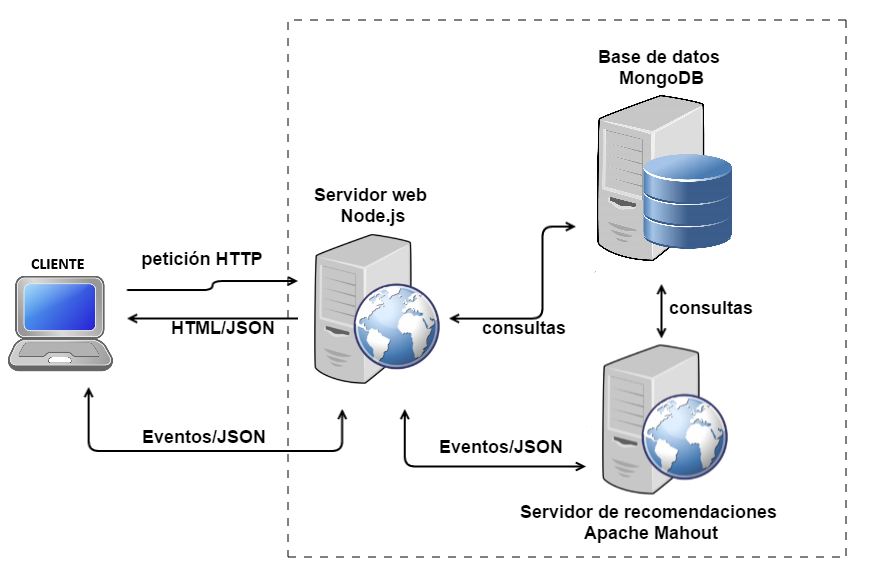 Base de datos
MongoDB
Servidor web
Node.js
CLIENTE
petición HTTP
HTML/JSON
consultas
consultas
Eventos/JSON
Eventos/JSON
Servidor de recomendaciones
Apache Mahout